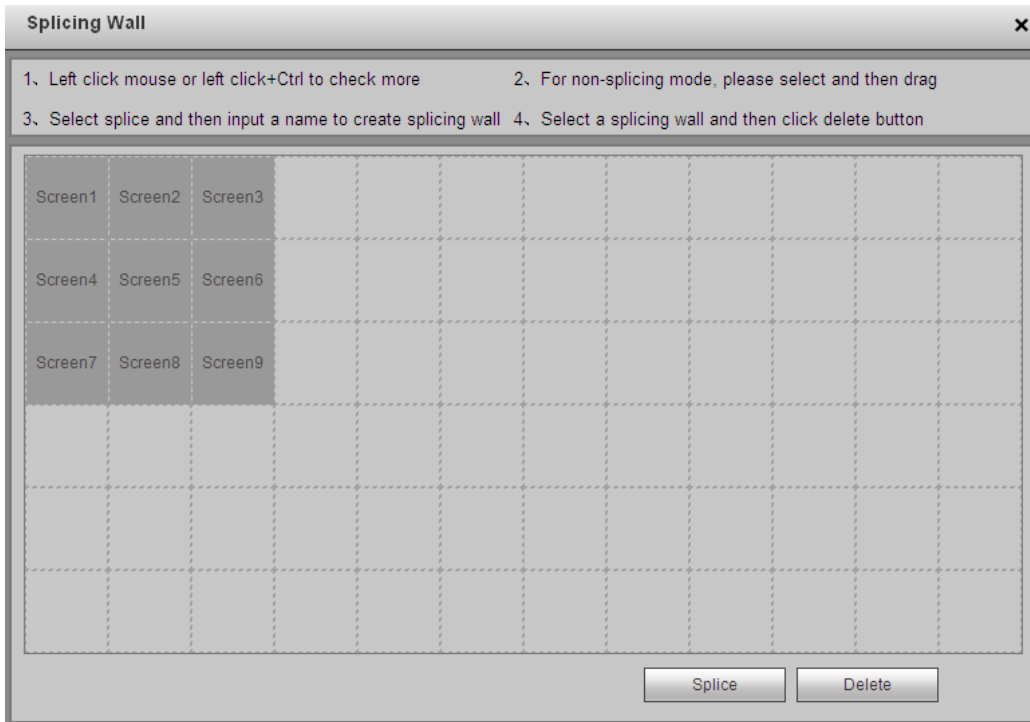 Splicing Wall
1、Left click mouse or left click+Ctrl to check more
2、For non-splicing mode, please select and then drag
3、Select splice and then input a name to create splicing wall
4、Select a splicing wall and then click delete button
Screen1 Screen2 Screen3
Screen4 Screen5 Screen6
Screen7 Screen8 Screen9
Splice
Delete